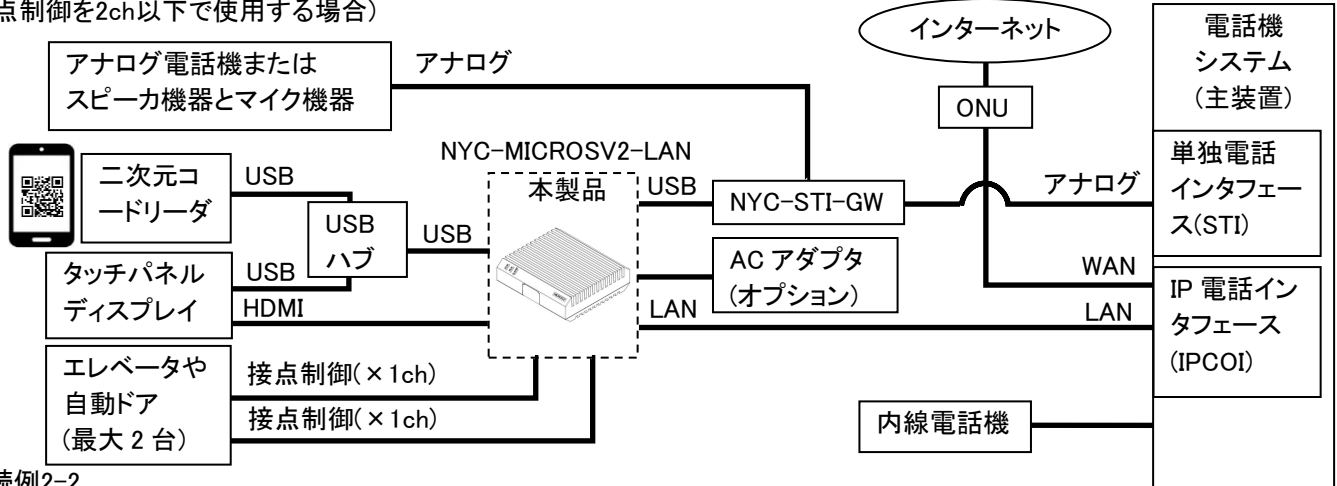 点制御を2ch以下で使用する場合)
インターネット
電話機
システム
(主装置)
アナログ電話機または
スピーカ機器とマイク機器
アナログ
ONU
NYC-MICROSV2-LAN
二次元コ
ードリーダ
USB
本製品
USB
NYC-STI-GW
アナログ
単独電話
インタフェー
ス(STI)
USB
ハブ
USB
タッチパネル
ディスプレイ
USB
HDMI
AC アダプタ
(オプション)
WAN
LAN
LAN
IP 電話イン
タフェース
(IPCOI)
エレベータや
自動ドア
(最大 2 台)
接点制御(×1ch)
接点制御(×1ch)
内線電話機
続例2-2